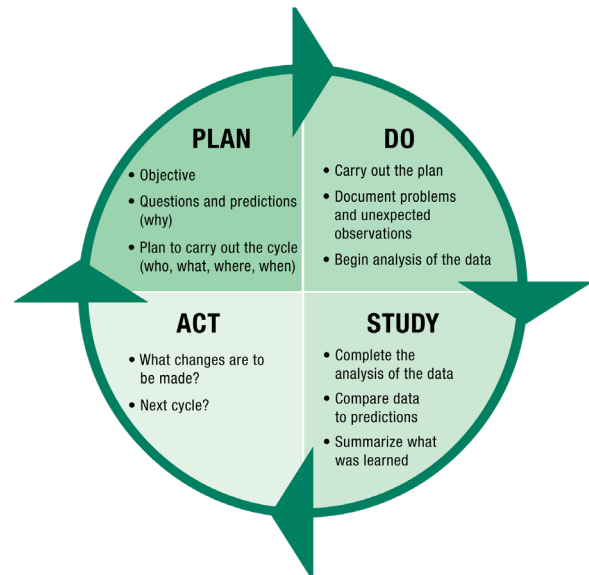 PLAN
• Objective
• Questions and predictions
(why)
• Plan to carry out the cycle
(who, what, where, when)
DO
• Carry out the plan
• Document problems
and unexpected
observations
• Begin analysis of the data
ACT
• What changes are to
be made?
• Next cycle?
STUDY
• Complete the
analysis of the data
• Compare data
to predictions
• Summarize what
was learned